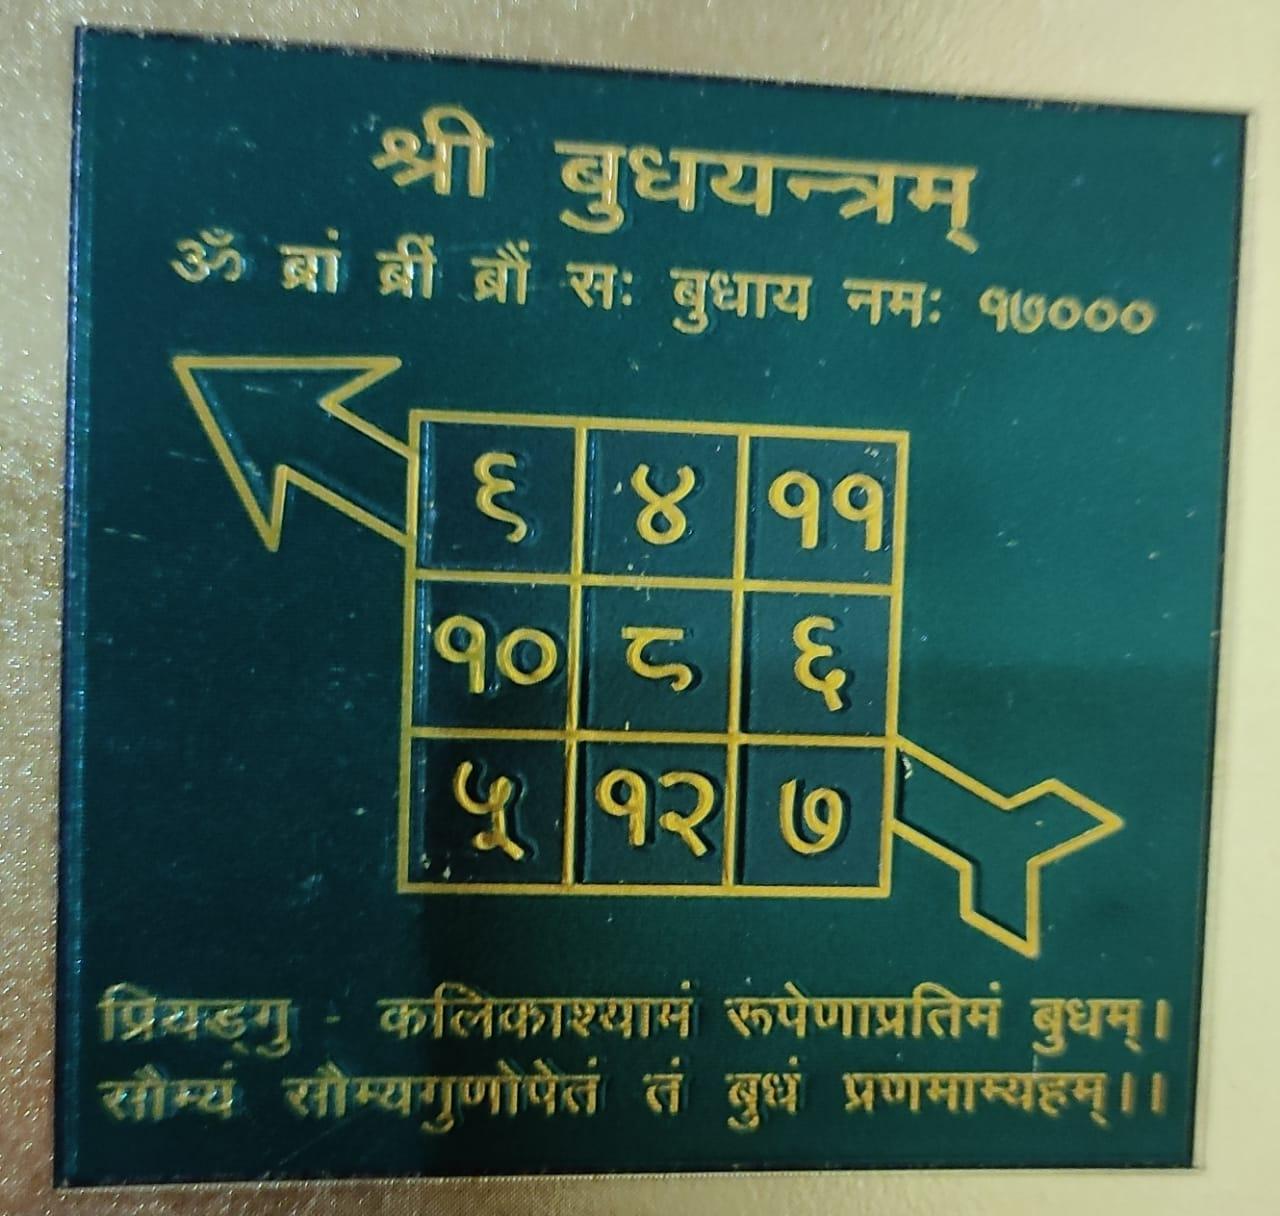 श्री बुधयन्त्रम्
ॐ ब्रां ब्रीं ब्रौं सः बुधाय नमः १७०००
९ ४ ११
१० ८ ६
५ १२ ७
प्रियड्गु - कलिकाश्यामं रूपेणाप्रतिमं बुधम्।
सौम्यं सौम्यगुणोपेतं तं बुधं प्रणमाम्यहम्।।